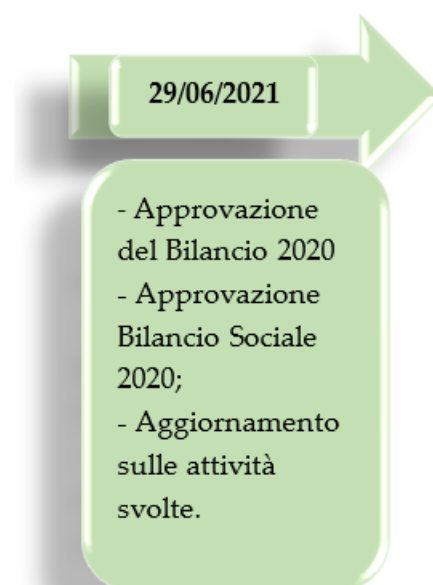 29/06/2021
- Approvazione
del Bilancio 2020
- Approvazione
Bilancio Sociale
2020;
- Aggiornamento
sulle attività
svolte.